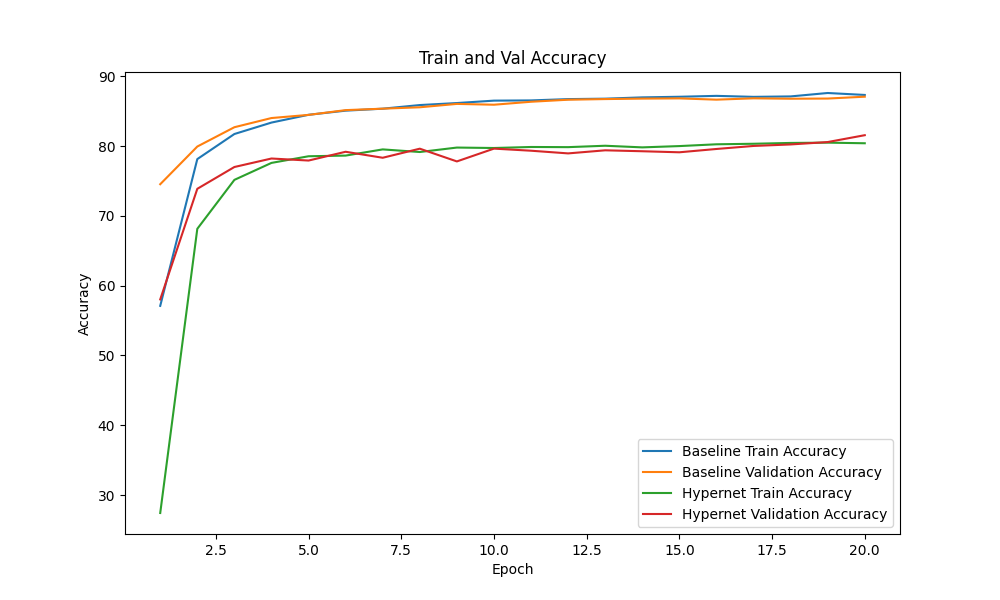 Train and Val Accuracy
90
80
70
60
50
40
30
Accuracy
Baseline Train Accuracy
Baseline Validation Accuracy
Hypernet Train Accuracy
Hypernet Validation Accuracy
2.5 5.0 7.5 10.0 12.5 15.0 17.5 20.0
Epoch